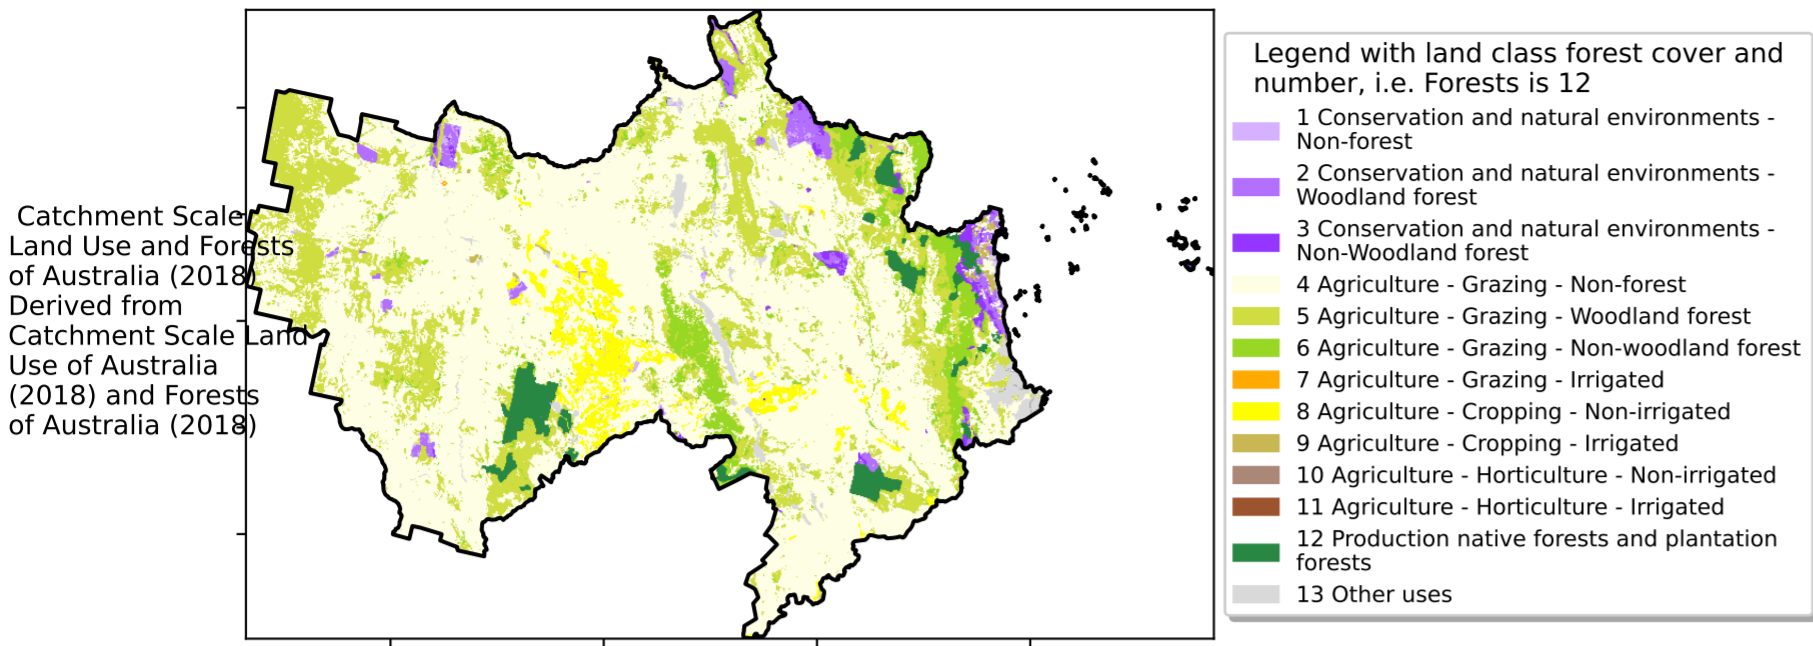 Catchment Scale
Land Use and Forests
of Australia (2018)
Derived from
Catchment Scale Land
Use of Australia
(2018) and Forests
of Australia (2018)
Legend with land class forest cover and
number, i.e. Forests is 12
1 Conservation and natural environments -
Non-forest
2 Conservation and natural environments -
Woodland forest
3 Conservation and natural environments -
Non-Woodland forest
4 Agriculture - Grazing - Non-forest
5 Agriculture - Grazing - Woodland forest
6 Agriculture - Grazing - Non-woodland forest
7 Agriculture - Grazing - Irrigated
8 Agriculture - Cropping - Non-irrigated
9 Agriculture - Cropping - Irrigated
10 Agriculture - Horticulture - Non-irrigated
11 Agriculture - Horticulture - Irrigated
12 Production native forests and plantation
forests
13 Other uses